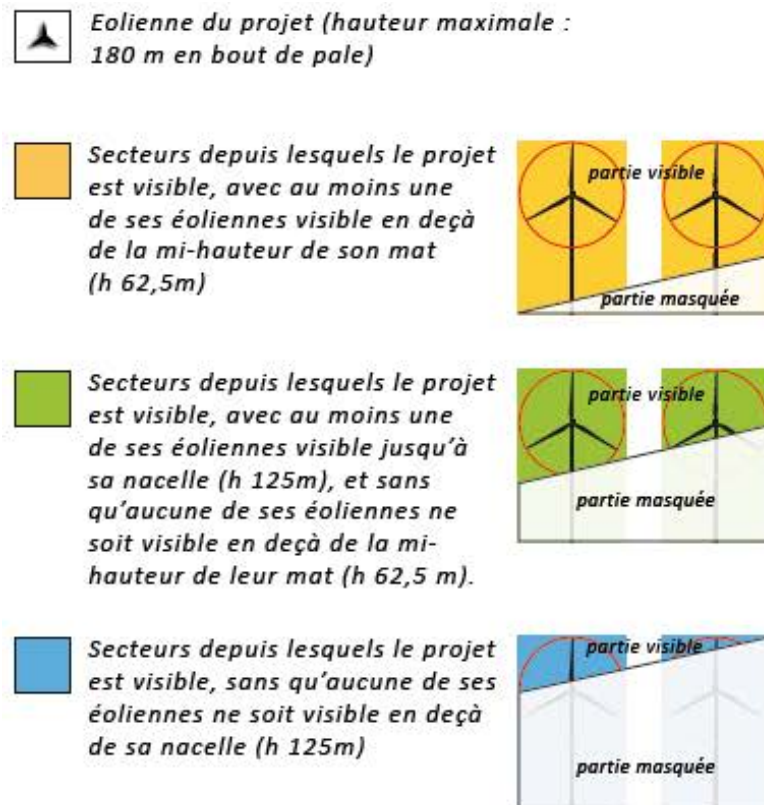 Eolienne du projet (hauteur maximale :
180 m en bout de pale)
Secteurs depuis lesquels le projet
est visible, avec au moins une
de ses éoliennes visible en deçà
de la mi-hauteur de son mat
(h 62,5m)
partie visible
partie masquée
Secteurs depuis lesquels le projet
est visible, avec au moins une
de ses éoliennes visible jusqu'à
sa nacelle (h 125m), et sans
qu'aucune de ses éoliennes ne
soit visible en deçà de la mi-
hauteur de leur mat (h 62,5 m).
partie visible
partie masquée
Secteurs depuis lesquels le projet
est visible, sans qu'aucune de ses
éoliennes ne soit visible en deçà
de sa nacelle (h 125m)
partie visible
partie masquée